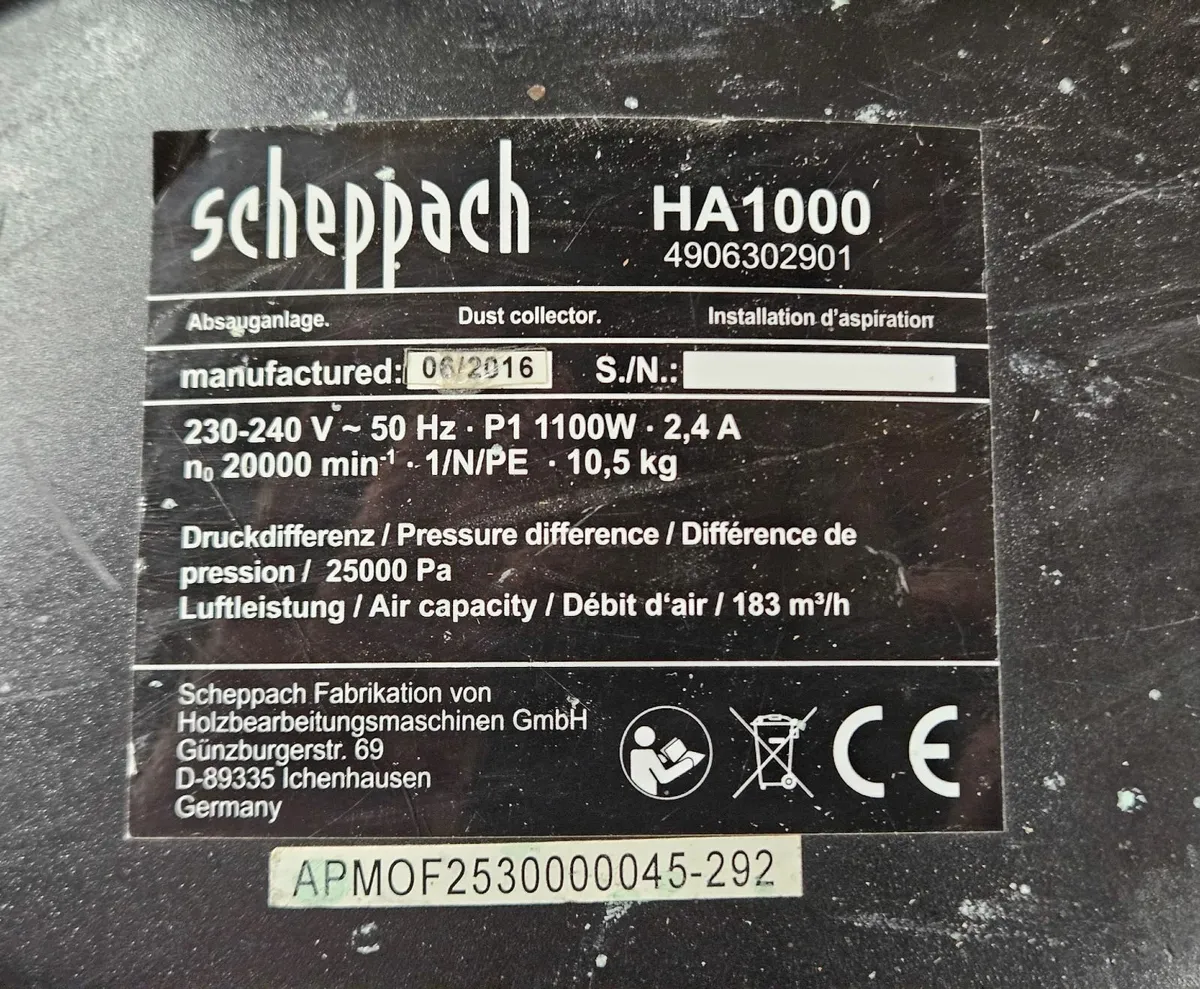 scheppach HA1000
4906302901
Absauganlage. Dust collector. Installation d'aspiration
manufactured: 06/2016 S./N.:
230-240 V ~ 50 Hz · P1 1100W · 2,4 A
n₀ 20000 min⁻¹ · 1/N/PE · 10,5 kg
Druckdifferenz / Pressure difference / Différence de
pression / 25000 Pa
Luftleistung / Air capacity / Débit d‘air / 183 m³/h
Scheppach Fabrikation von
Holzbearbeitungsmaschinen GmbH
Günzburgerstr. 69
D-89335 Ichenhausen
Germany
CE
APMOF2530000045-292